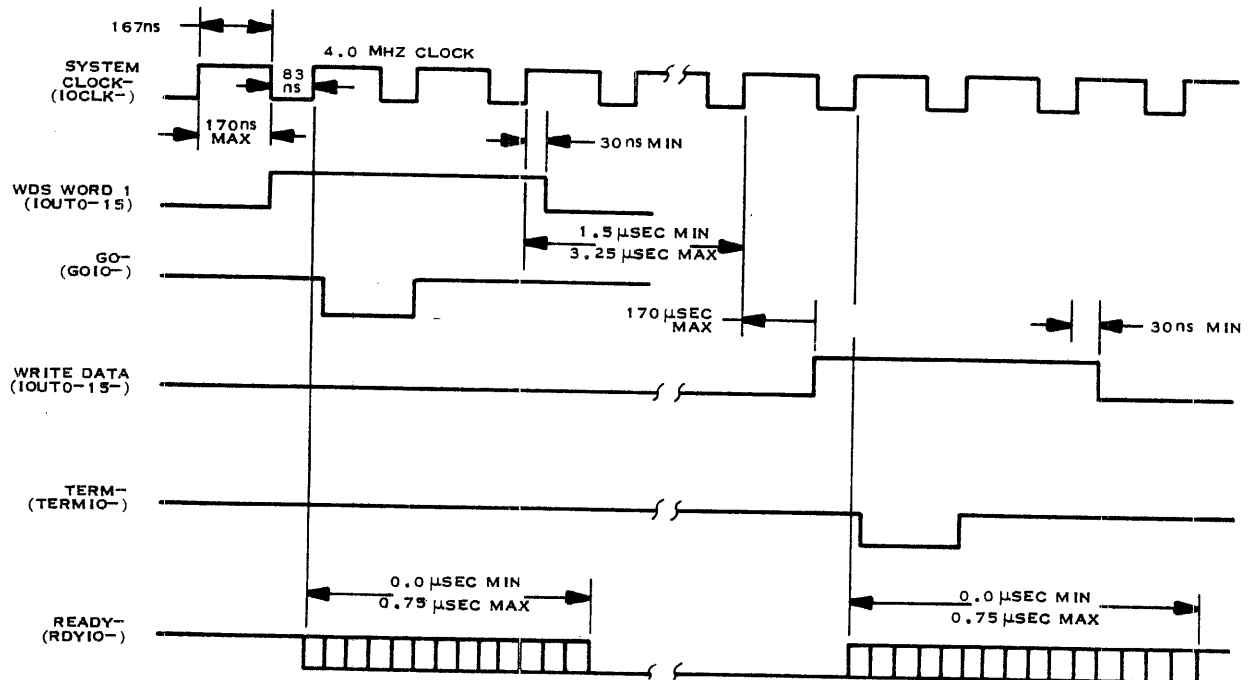 167ns
4.0 MHZ CLOCK
SYSTEM
CLOCK-
(IOCLK-)
83
ns
170ns
MAX
30ns MIN
WDS WORD 1
(IOUT0-15)
1.5 μSEC MIN
3.25 μSEC MAX
GO-
(GOIO-)
170 μSEC
MAX
30ns MIN
WRITE DATA
(IOUT0-15-)
TERM-
(TERMIO-)
0.0 μSEC MIN
0.75 μSEC MAX
0.0 μSEC MIN
0.75 μSEC MAX
READY-
(RDYIO-)